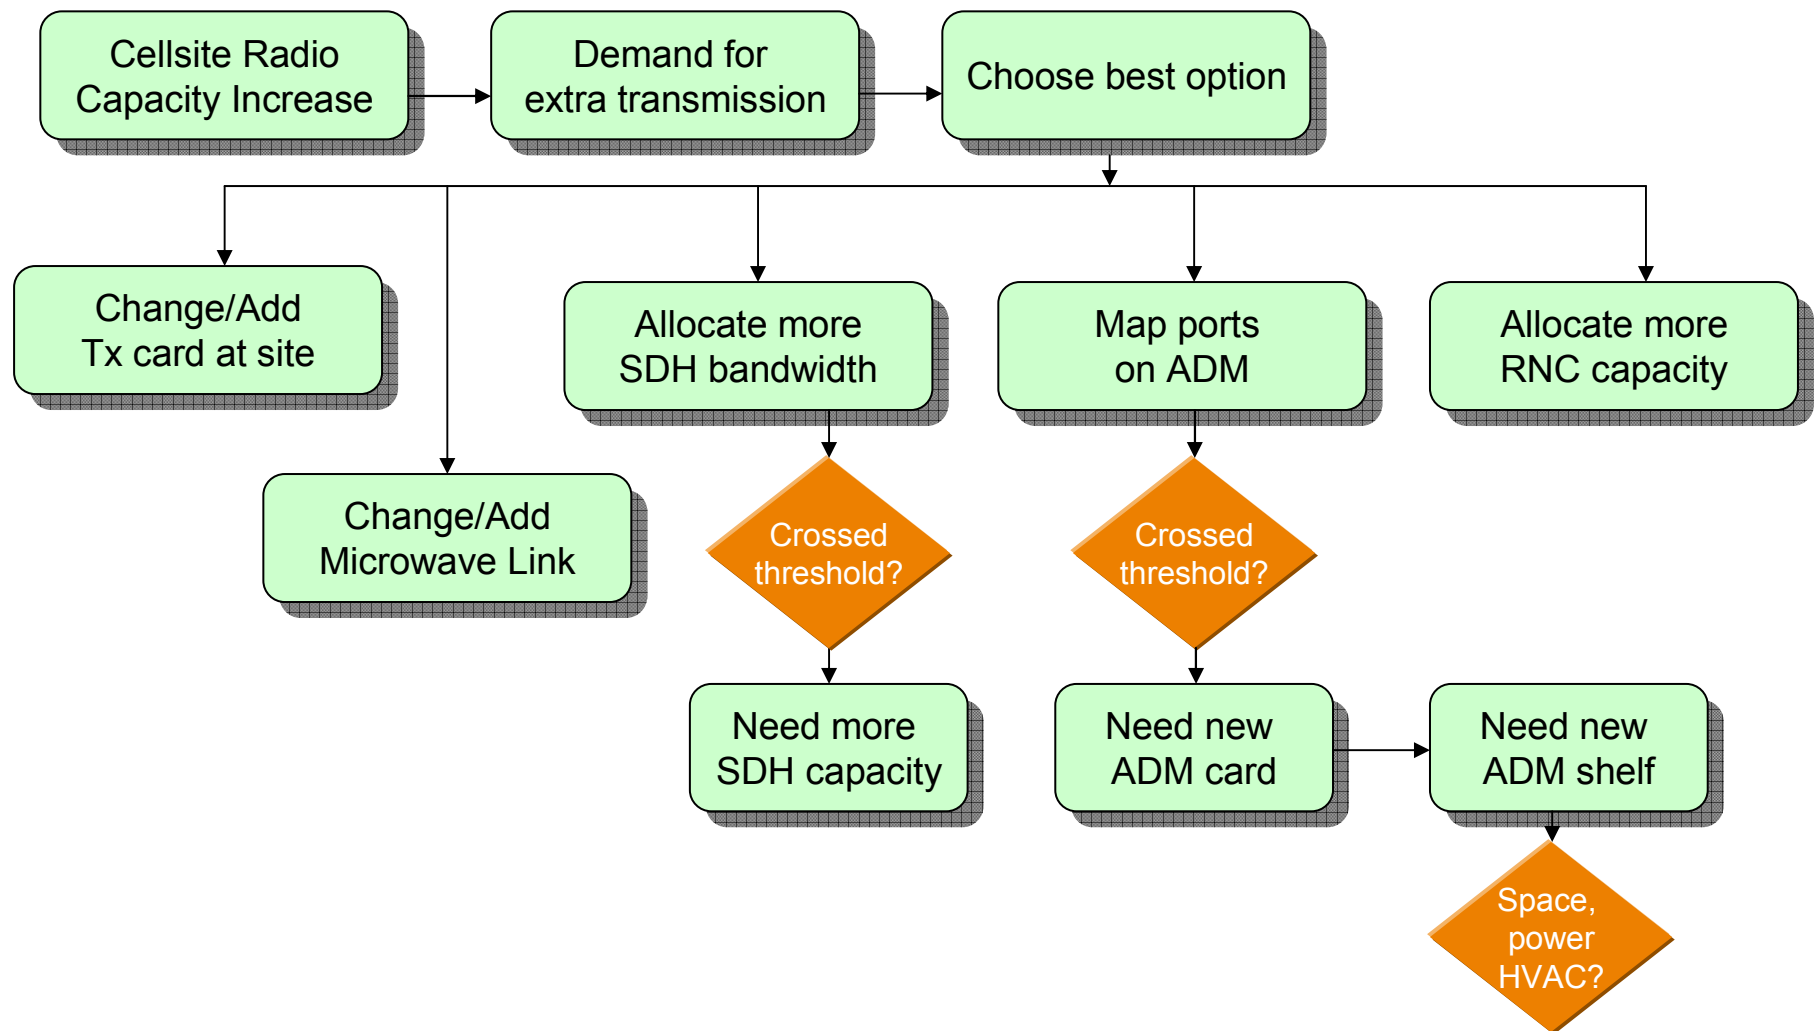 Cellsite Radio
Capacity Increase
Demand for
extra transmission
Choose best option
Change/Add
Tx card at site
Change/Add
Microwave Link
Allocate more
SDH bandwidth
Map ports
on ADM
Allocate more
RNC capacity
Crossed
threshold?
Crossed
threshold?
Need more
SDH capacity
Need new
ADM card
Need new
ADM shelf
Space,
power
HVAC?